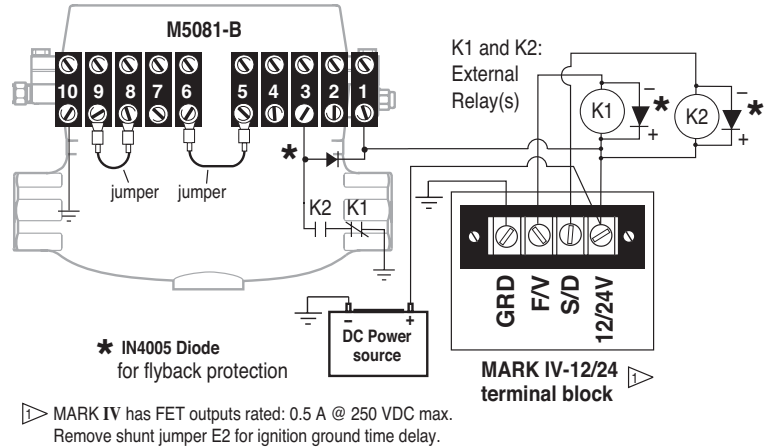 M5081-B
10 9 8 7 6 5 4 3 2 1
K1 and K2:
External
Relay(s)
K1
K2
–
+
*
–
+
*
*
jumper
jumper
K2
K1
GRD
F/V
S/D
12/24V
– +
DC Power
source
MARK IV-12/24
terminal block
1
* IN4005 Diode
for flyback protection
1 MARK IV has FET outputs rated: 0.5 A @ 250 VDC max.
Remove shunt jumper E2 for ignition ground time delay.